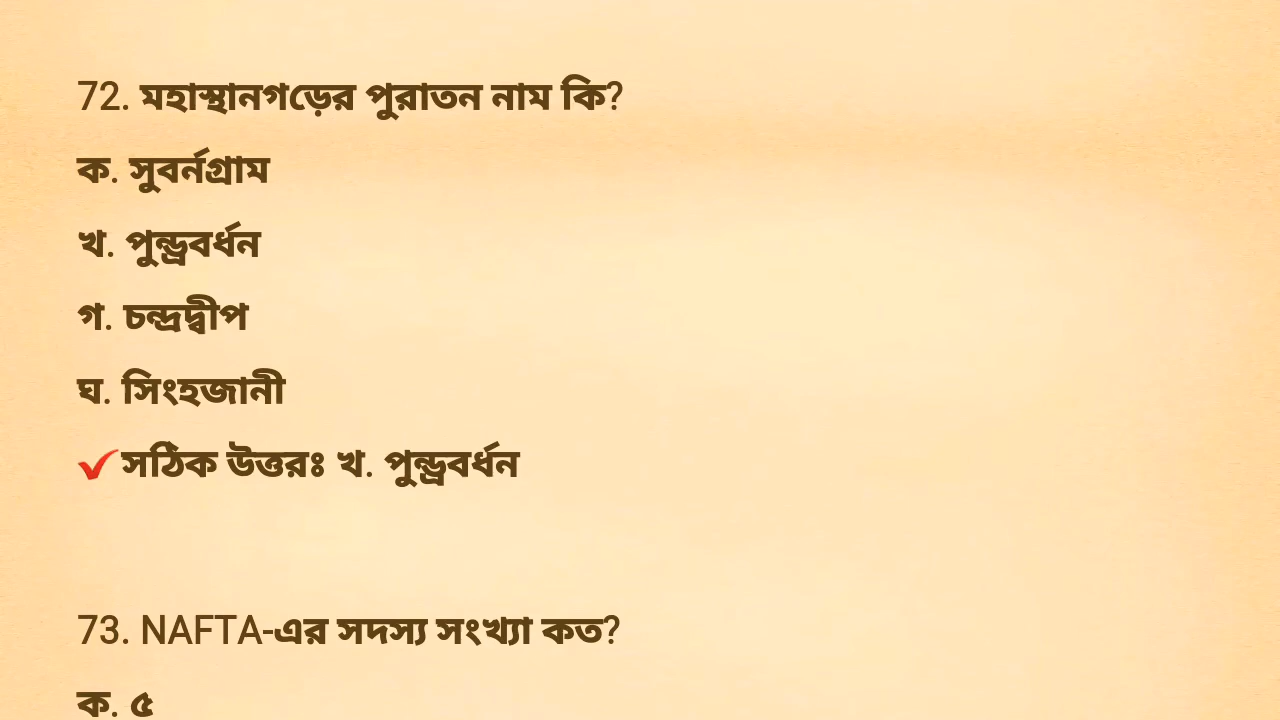 72. মহাস্থানগড়ের পুরাতন নাম কি?
ক. সুবর্নগ্রাম
খ. পুন্ড্রবর্ধন
গ. চন্দ্রদ্বীপ
ঘ. সিংহজানী
✔সঠিক উত্তরঃ খ. পুন্ড্রবর্ধন
73. NAFTA-এর সদস্য সংখ্যা কত?
ক. ৫